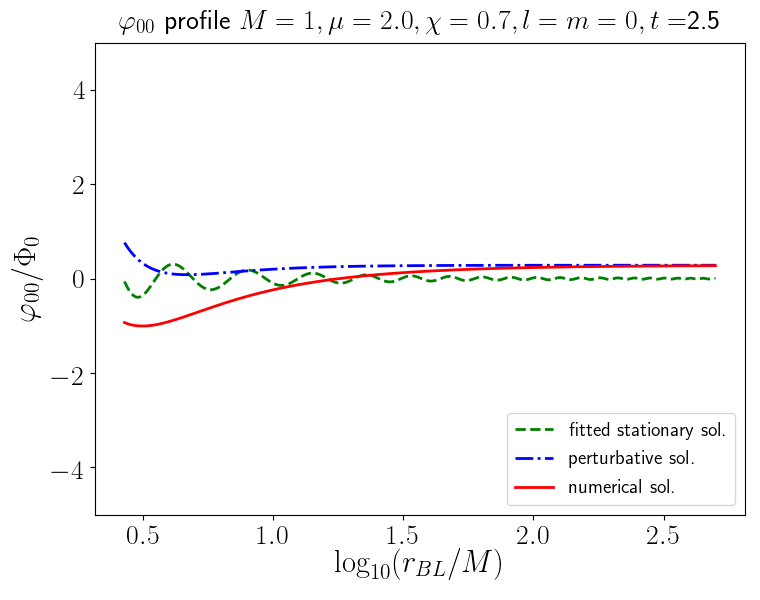 φ₀₀ profile M = 1, μ = 2.0, χ = 0.7, l = m = 0, t =2.5
φ₀₀/Φ₀
4
2
0
−2
−4
fitted stationary sol.
perturbative sol.
numerical sol.
0.5 1.0 1.5 2.0 2.5
log₁₀(r_BL/M)